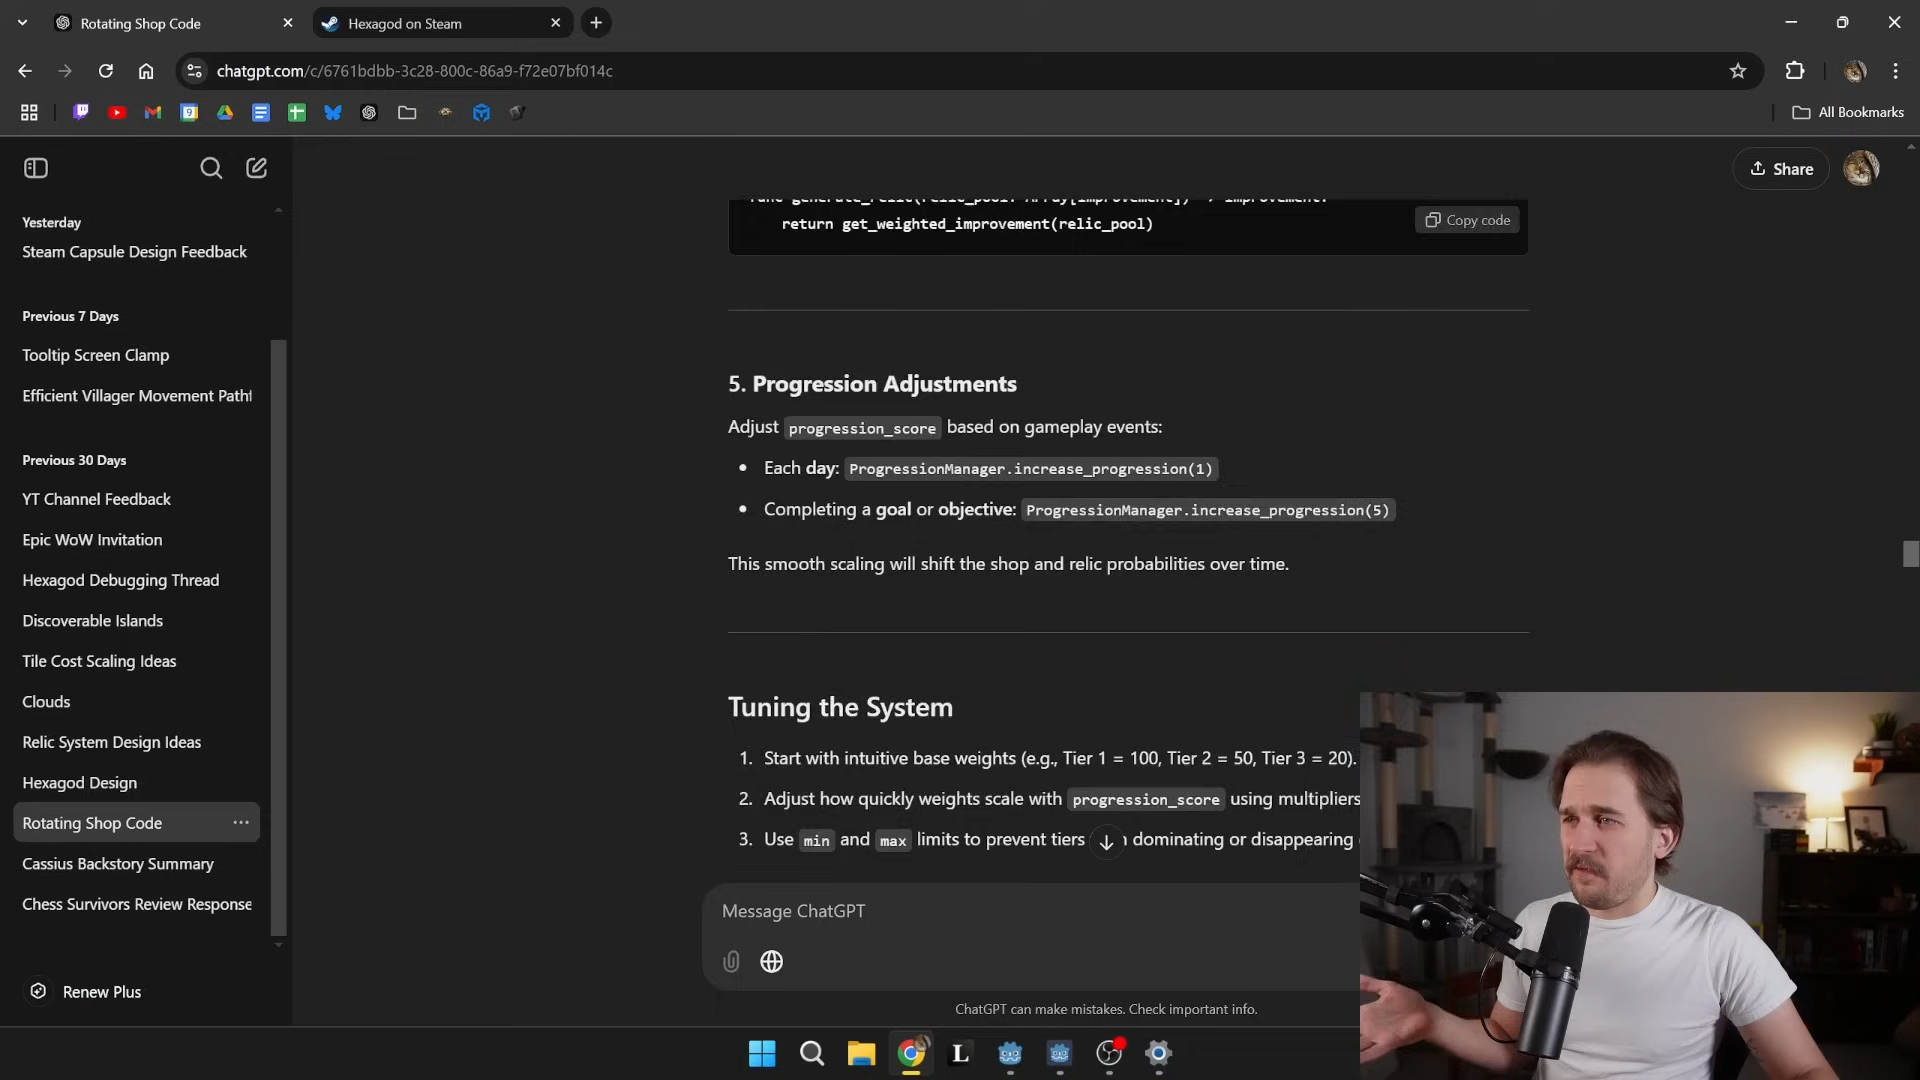 Rotating Shop Code
Hexagod on Steam
chatgpt.com/c/6761bdbb-3c28-800c-86a9-f72e07bf014c
All Bookmarks
Share
Yesterday
Steam Capsule Design Feedback
Previous 7 Days
Tooltip Screen Clamp
Efficient Villager Movement Pathf
Previous 30 Days
YT Channel Feedback
Epic WoW Invitation
Hexagod Debugging Thread
Discoverable Islands
Tile Cost Scaling Ideas
Clouds
Relic System Design Ideas
Hexagod Design
Rotating Shop Code
Cassius Backstory Summary
Chess Survivors Review Response
Renew Plus
func generate_relic(relic_pool: Array[Improvement]) -> Improvement:
return get_weighted_improvement(relic_pool)
Copy code
5. Progression Adjustments
Adjust progression_score based on gameplay events:
• Each day: ProgressionManager.increase_progression(1)
• Completing a goal or objective: ProgressionManager.increase_progression(5)
This smooth scaling will shift the shop and relic probabilities over time.
Tuning the System
1. Start with intuitive base weights (e.g., Tier 1 = 100, Tier 2 = 50, Tier 3 = 20).
2. Adjust how quickly weights scale with progression_score using multipliers
3. Use min and max limits to prevent tiers dominating or disappearing
Message ChatGPT
ChatGPT can make mistakes. Check important info.